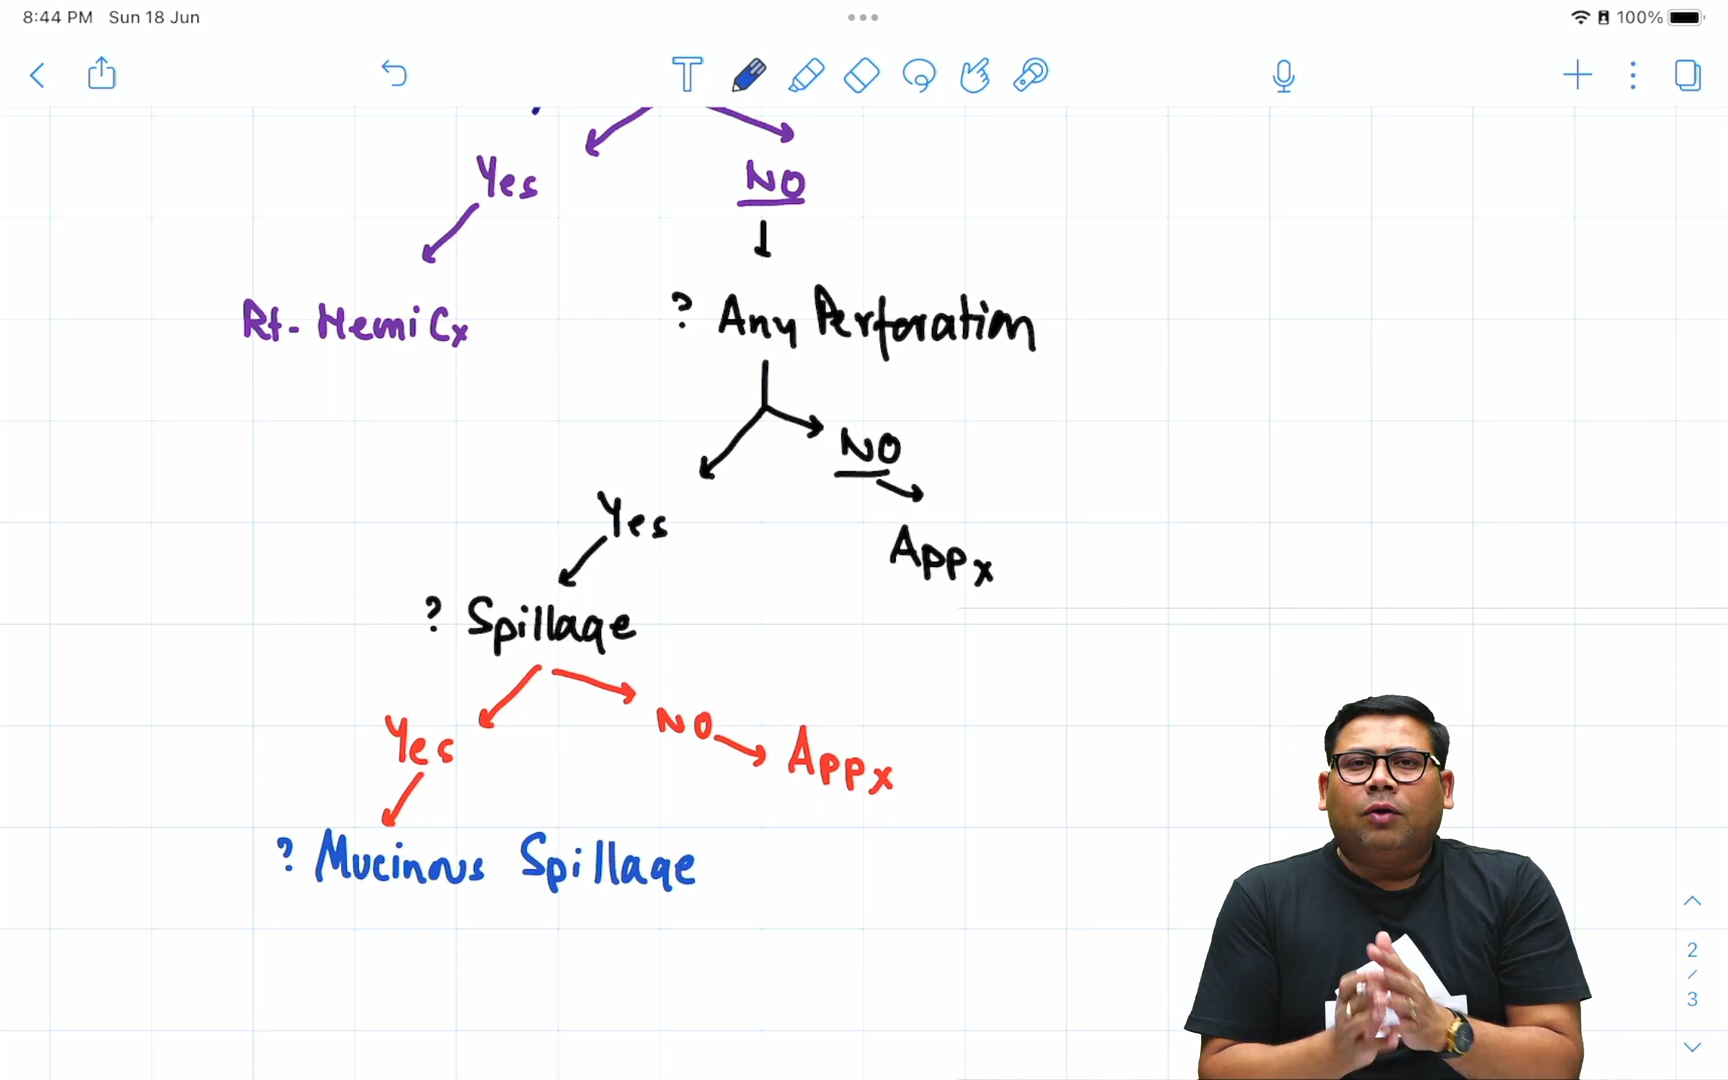 8:44 PM Sun 18 Jun
100%
Yes
NO
Rt- Hemi Cx
? Any Perforation
NO
Yes
Appx
? Spillage
Yes
NO
Appx
? Mucinous Spillage
2
/
3